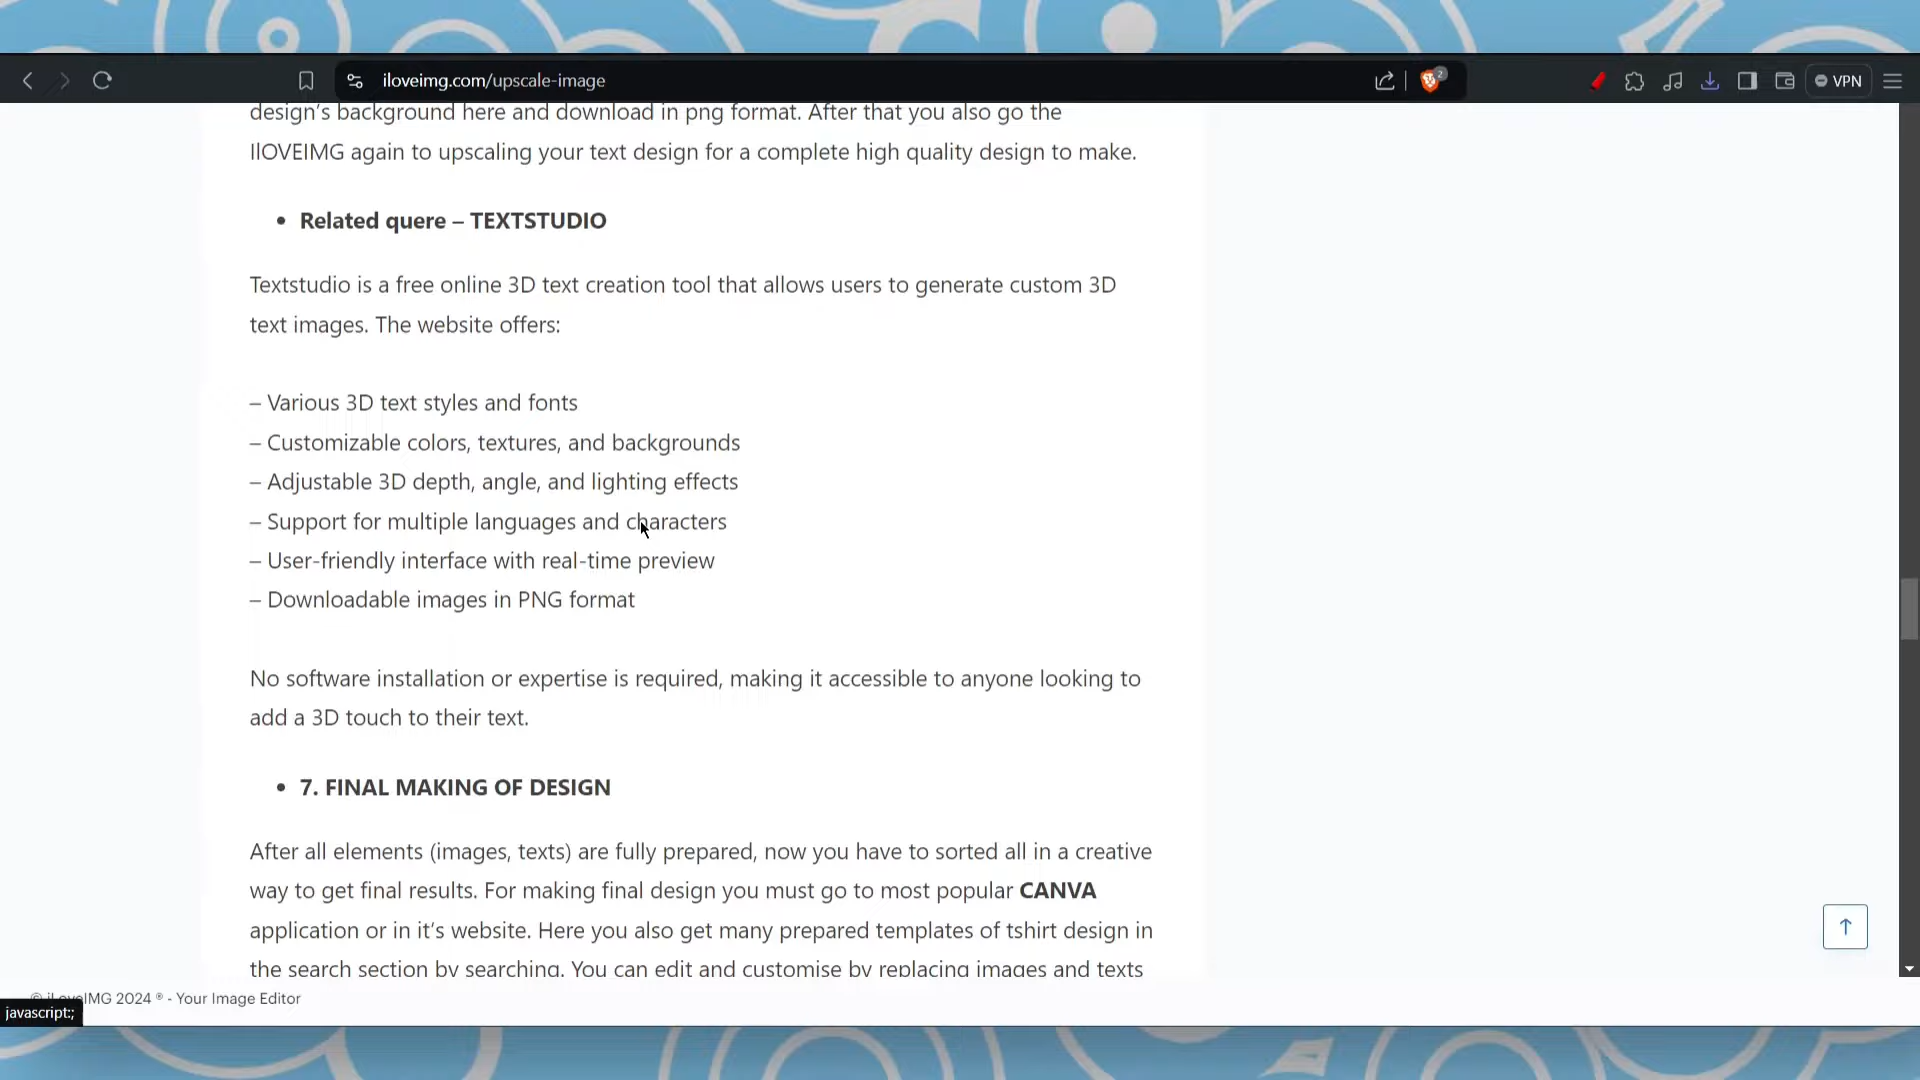 iloveimg.com/upscale-image
2
VPN
design’s background here and download in png format. After that you also go the
IlOVEIMG again to upscaling your text design for a complete high quality design to make.
• Related quere – TEXTSTUDIO
Textstudio is a free online 3D text creation tool that allows users to generate custom 3D
text images. The website offers:
– Various 3D text styles and fonts
– Customizable colors, textures, and backgrounds
– Adjustable 3D depth, angle, and lighting effects
– Support for multiple languages and characters
– User-friendly interface with real-time preview
– Downloadable images in PNG format
No software installation or expertise is required, making it accessible to anyone looking to
add a 3D touch to their text.
• 7. FINAL MAKING OF DESIGN
After all elements (images, texts) are fully prepared, now you have to sorted all in a creative
way to get final results. For making final design you must go to most popular CANVA
application or in it’s website. Here you also get many prepared templates of tshirt design in
the search section by searching. You can edit and customise by replacing images and texts
© iLoveIMG 2024 ® - Your Image Editor
javascript:;